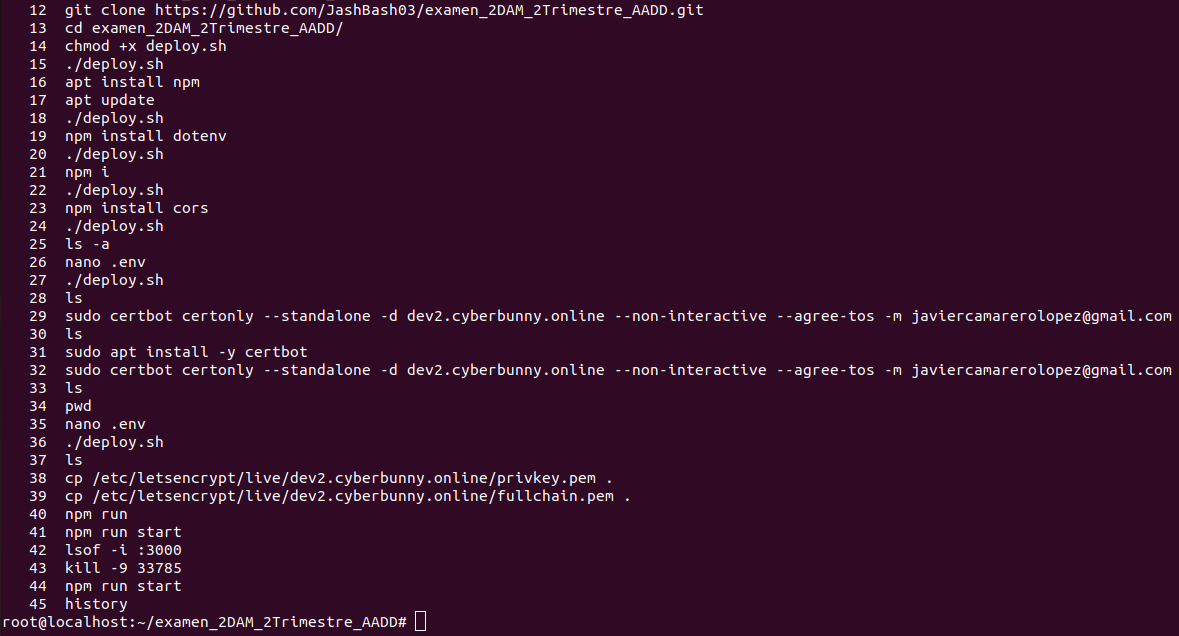 12 git clone https://github.com/JashBash03/examen_2DAM_2Trimestre_AADD.git
13 cd examen_2DAM_2Trimestre_AADD/
14 chmod +x deploy.sh
15 ./deploy.sh
16 apt install npm
17 apt update
18 ./deploy.sh
19 npm install dotenv
20 ./deploy.sh
21 npm i
22 ./deploy.sh
23 npm install cors
24 ./deploy.sh
25 ls -a
26 nano .env
27 ./deploy.sh
28 ls
29 sudo certbot certonly --standalone -d dev2.cyberbunny.online --non-interactive --agree-tos -m javiercamarerolopez@gmail.com
30 ls
31 sudo apt install -y certbot
32 sudo certbot certonly --standalone -d dev2.cyberbunny.online --non-interactive --agree-tos -m javiercamarerolopez@gmail.com
33 ls
34 pwd
35 nano .env
36 ./deploy.sh
37 ls
38 cp /etc/letsencrypt/live/dev2.cyberbunny.online/privkey.pem .
39 cp /etc/letsencrypt/live/dev2.cyberbunny.online/fullchain.pem .
40 npm run
41 npm run start
42 lsof -i :3000
43 kill -9 33785
44 npm run start
45 history
root@localhost:~/examen_2DAM_2Trimestre_AADD#